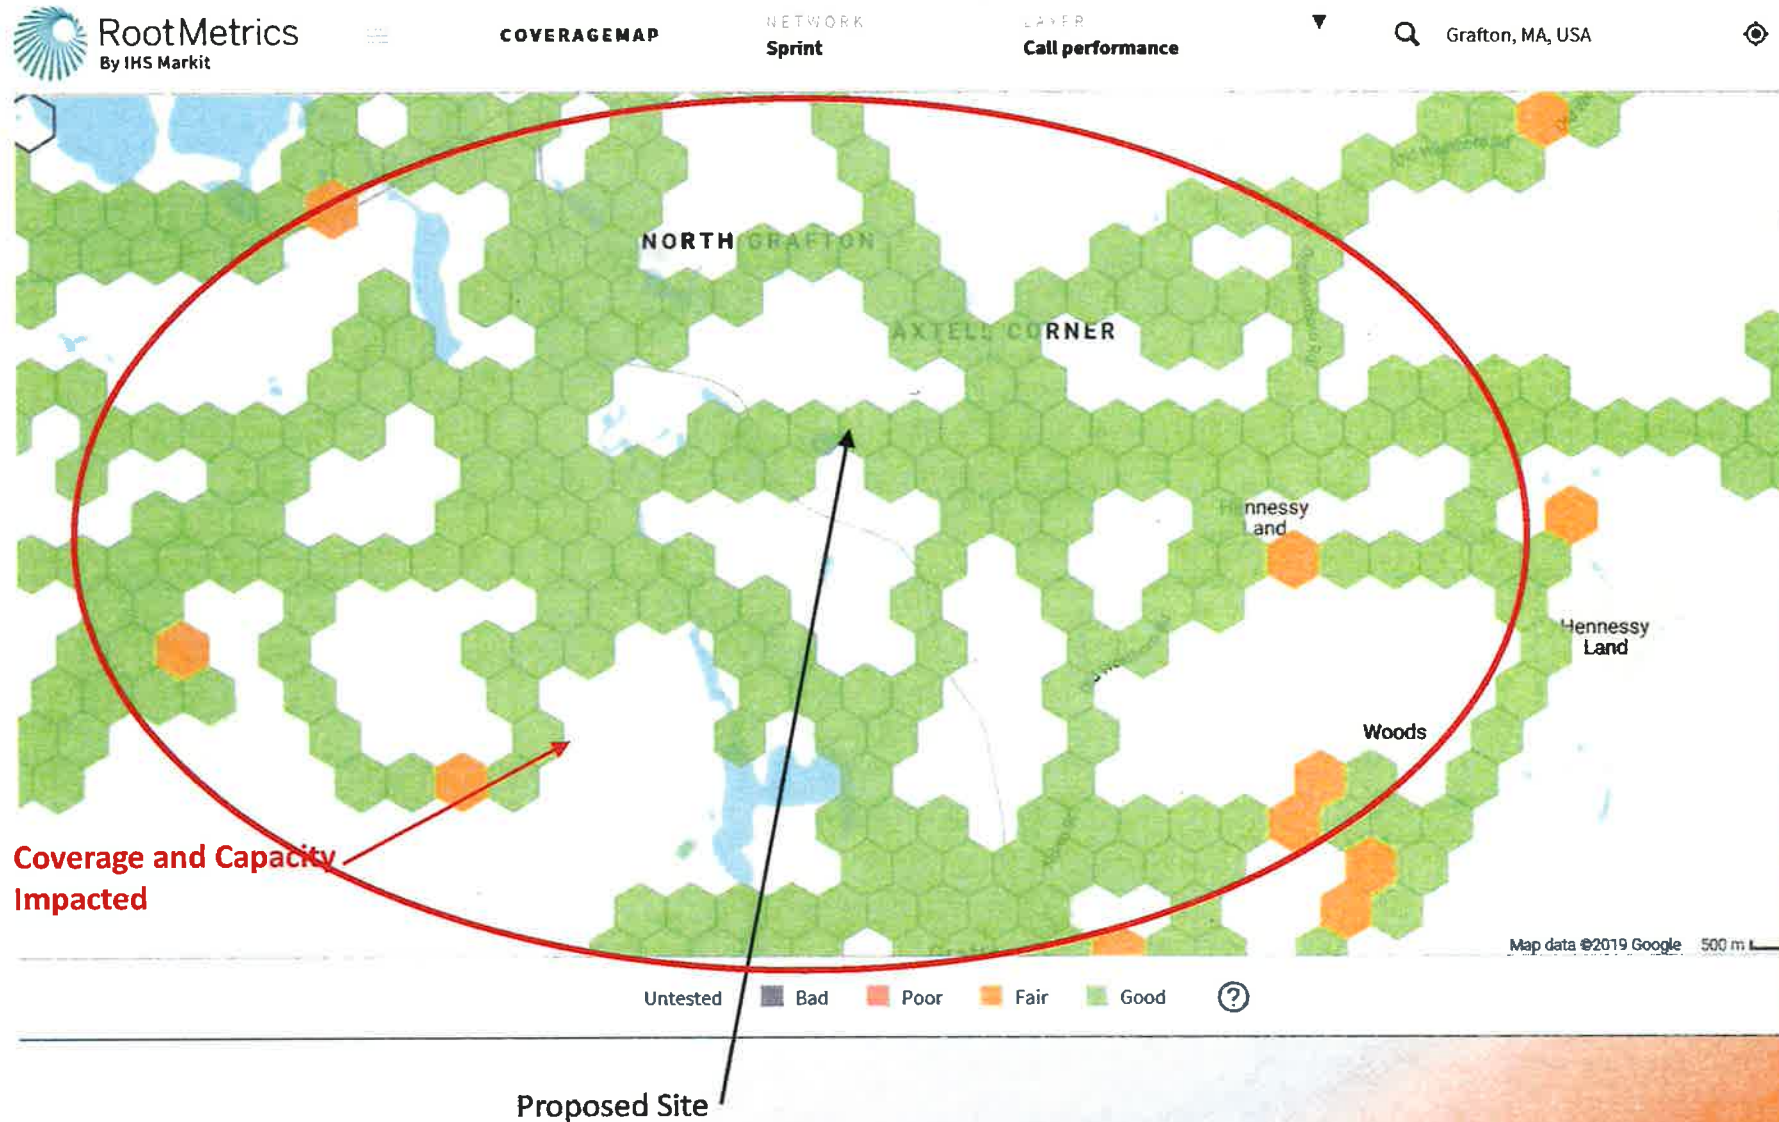 RootMetrics
By IHS Markit
COVERAGEMAP
NETWORK
Sprint
LAYER
Call performance
Grafton, MA, USA
NORTH GRAFTON
AXTELL CORNER
Hennessy
Land
Hennessy
Land
Woods
Coverage and Capacity
Impacted
Map data ©2019 Google
500 m
Untested
Bad
Poor
Fair
Good
?
Proposed Site